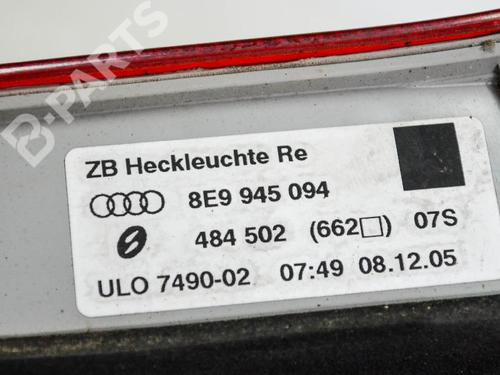 B-PARTS
ZB Heckleuchte Re
8E9 945 094
484 502 (662□) 07S
ULO 7490-02 07:49 08.12.05